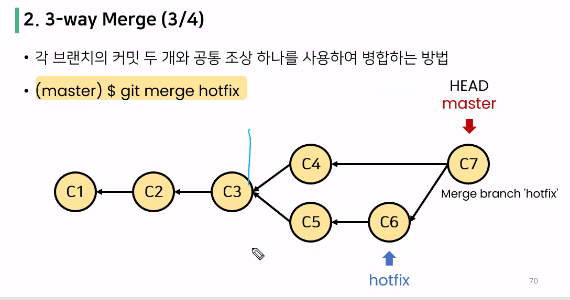 2. 3-way Merge (3/4)
• 각 브랜치의 커밋 두 개와 공통 조상 하나를 사용하여 병합하는 방법
• (master) $ git merge hotfix
HEAD
master
C4
C7
Merge branch 'hotfix'
C1
C2
C3
C5
C6
hotfix
70